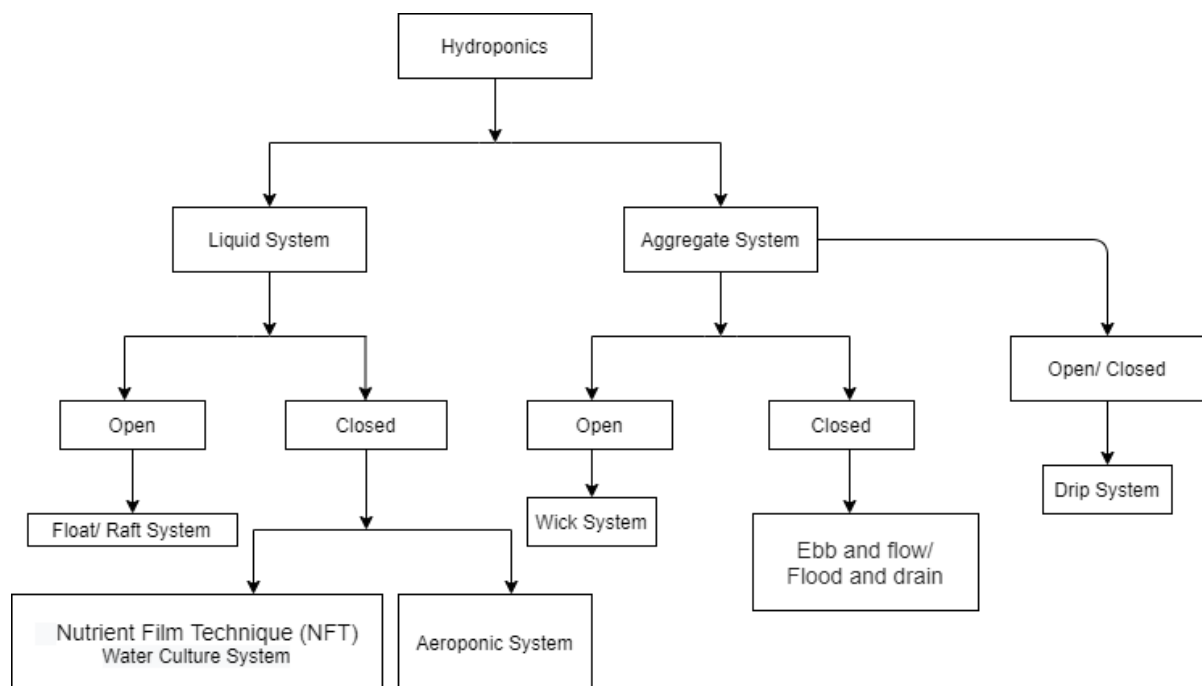 Hydroponics
Liquid System
Aggregate System
Open/ Closed
Open
Closed
Open
Closed
Drip System
Float/ Raft System
Wick System
Ebb and flow/
Flood and drain
Nutrient Film Technique (NFT)
Water Culture System
Aeroponic System